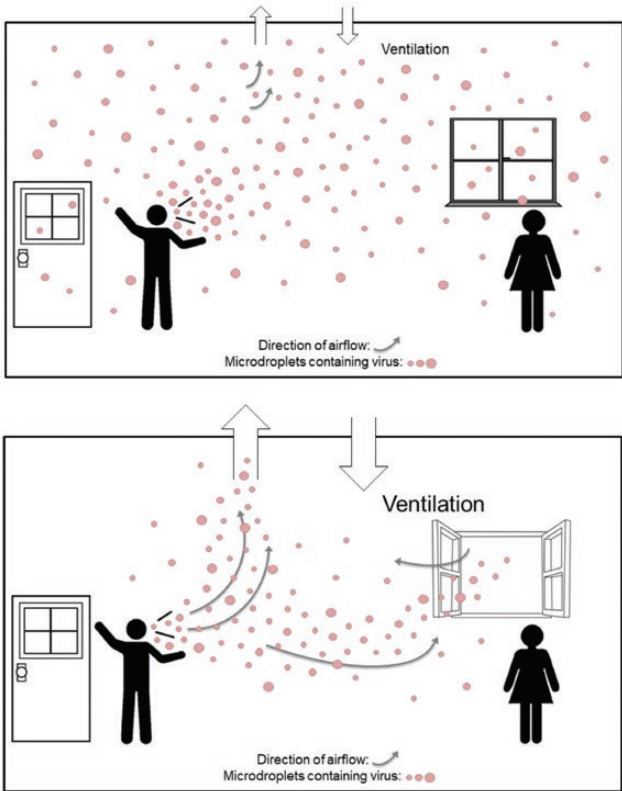 Ventilation
Direction of airflow:
Microdroplets containing virus:
Ventilation
Direction of airflow:
Microdroplets containing virus: